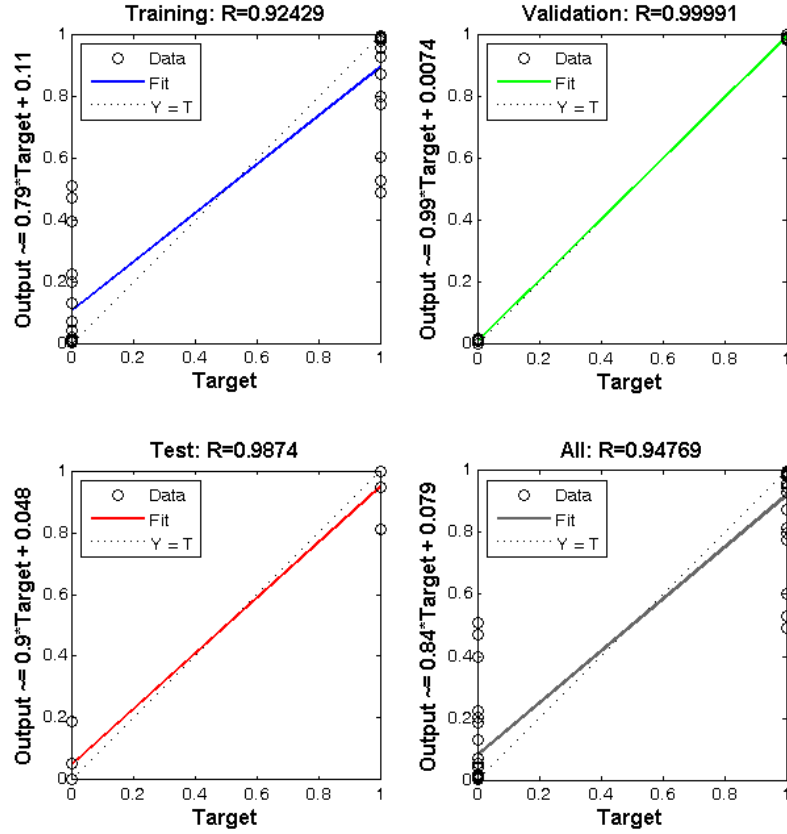 Training: R=0.92429
Output ~= 0.79*Target + 0.11
1
0.8
0.6
0.4
0.2
0
Data
Fit
Y = T
0 0.2 0.4 0.6 0.8 1
Target
Validation: R=0.99991
Output ~= 0.99*Target + 0.0074
1
0.8
0.6
0.4
0.2
0
Data
Fit
Y = T
0 0.2 0.4 0.6 0.8 1
Target
Test: R=0.9874
Output ~= 0.9*Target + 0.048
1
0.8
0.6
0.4
0.2
0
Data
Fit
Y = T
0 0.2 0.4 0.6 0.8 1
Target
All: R=0.94769
Output ~= 0.84*Target + 0.079
1
0.8
0.6
0.4
0.2
0
Data
Fit
Y = T
0 0.2 0.4 0.6 0.8 1
Target